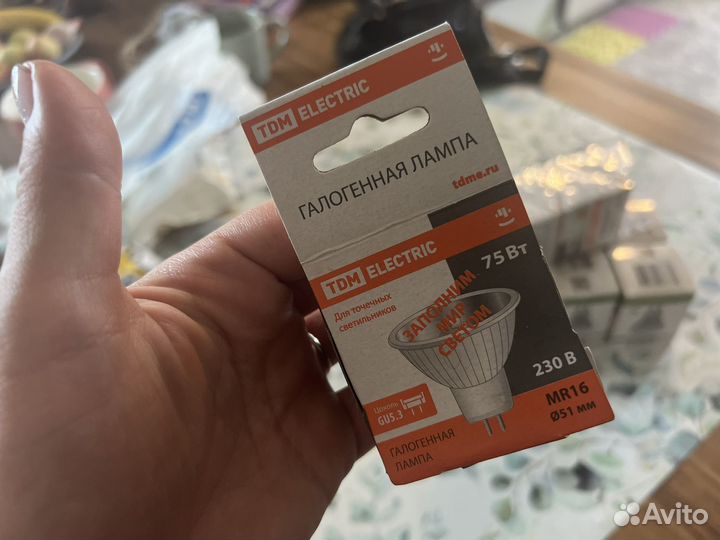 TDM ELECTRIC
ГАЛОГЕННАЯ ЛАМПА
tdme.ru
TDM ELECTRIC
Для точечных
светильников
75 Вт
ЗАПОЛНИМ
МИР
СВЕТОМ
230 В
Цоколь
GU5.3
MR16
Ø51 мм
ГАЛОГЕННАЯ
ЛАМПА
Avito